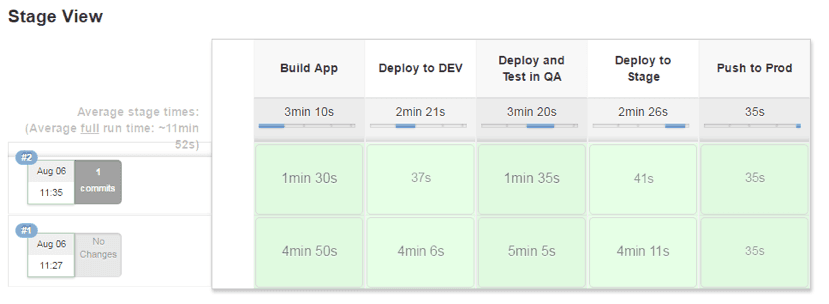 Stage View
Build App
Deploy to DEV
Deploy and
Test in QA
Deploy to
Stage
Push to Prod
Average stage times:
(Average full run time: ~11min
52s)
3min 10s
2min 21s
3min 20s
2min 26s
35s
#2
Aug 06
11:35
1
commits
1min 30s
37s
1min 35s
41s
35s
#1
Aug 06
11:27
No
Changes
4min 50s
4min 6s
5min 5s
4min 11s
35s